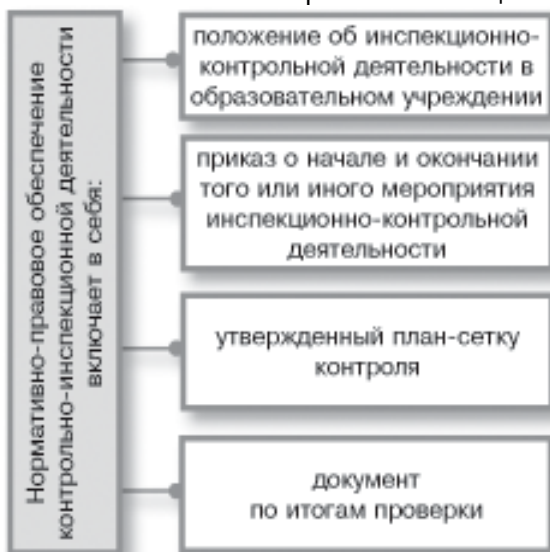 Нормативно-правовое обеспечение
контрольно-инспекционной деятельности
включает в себя:
положение об инспекционно-
контрольной деятельности в
образовательном учреждении
приказ о начале и окончании
того или иного мероприятия
инспекционно-контрольной
деятельности
утвержденный план-сетку
контроля
документ
по итогам проверки